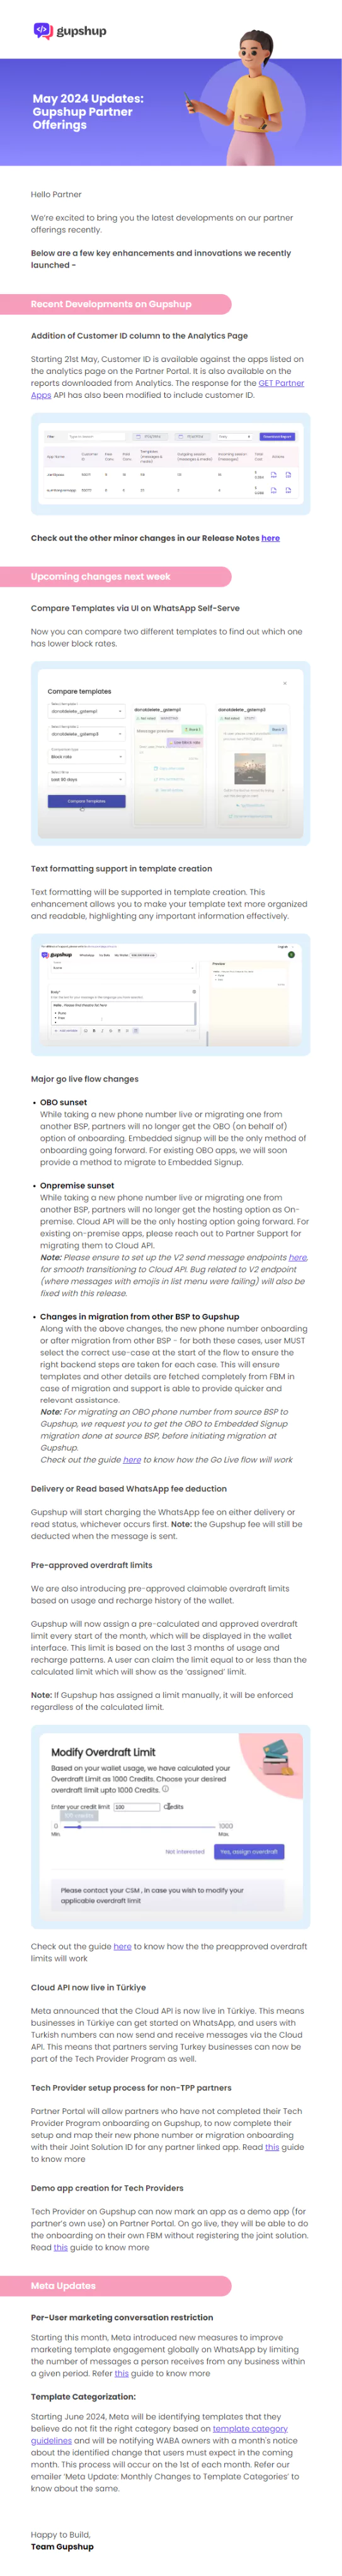 gupshup
May 2024 Updates:
Gupshup Partner
Offerings
Hello Partner
We're excited to bring you the latest developments on our partner
offerings recently.
Below are a few key enhancements and innovations we recently
launched -
Recent Developments on Gupshup
Addition of Customer ID column to the Analytics Page
Starting 21st May, Customer ID is available against the apps listed on
the analytics page on the Partner Portal. It is also available on the
reports downloaded from Analytics. The response for the GET Partner
Apps API has also been modified to include customer ID.
Download Report
App Name
Customer ID
Check out the other minor changes in our Release Notes here
Upcoming changes next week
Compare Templates via UI on WhatsApp Self-Serve
Now you can compare two different templates to find out which one
has lower block rates.
Compare templates
donotdelete_gstemp1
donotdelete_gstemp3
Block rate
Last 90 days
Compare Templates
Message preview
Text formatting support in template creation
Text formatting will be supported in template creation. This
enhancement allows you to make your template text more organized
and readable, highlighting any important information effectively.
gupshup
Preview
Major go live flow changes
• OBO sunset
While taking a new phone number live or migrating one from
another BSP, partners will no longer get the OBO (on behalf of)
option of onboarding. Embedded signup will be the only method of
onboarding going forward. For existing OBO apps, we will soon
provide a method to migrate to Embedded Signup.
• Onpremise sunset
While taking a new phone number live or migrating one from
another BSP, partners will no longer get the hosting option as On-
premise. Cloud API will be the only hosting option going forward. For
existing on-premise apps, please reach out to Partner Support for
migrating them to Cloud API.
Note: Please ensure to set up the V2 send message endpoints here,
for smooth transitioning to Cloud API. Bug related to V2 endpoint
(where messages with emojis in list menu were failing) will also be
fixed with this release.
• Changes in migration from other BSP to Gupshup
Along with the above changes, the new phone number onboarding
or after migration from other BSP - for both these cases, user MUST
select the correct use-case at the start of the flow to ensure the
right backend steps are taken for each case. This will ensure
templates and other details are fetched completely from FBM in
case of migration and support is able to provide quicker and
relevant assistance.
Note: For migrating an OBO phone number from source BSP to
Gupshup, we request you to get the OBO to Embedded Signup
migration done at source BSP, before initiating migration at
Gupshup.
Check out the guide here to know how the Go Live flow will work
Delivery or Read based WhatsApp fee deduction
Gupshup will start charging the WhatsApp fee on either delivery or
read status, whichever occurs first. Note: the Gupshup fee will still be
deducted when the message is sent.
Pre-approved overdraft limits
We are also introducing pre-approved claimable overdraft limits
based on usage and recharge history of the wallet.
Gupshup will now assign a pre-calculated and approved overdraft
limit every start of the month, which will be displayed in the wallet
interface. This limit is based on the last 3 months of usage and
recharge patterns. A user can claim the limit equal to or less than the
calculated limit which will show as the 'assigned' limit.
Note: If Gupshup has assigned a limit manually, it will be enforced
regardless of the calculated limit.
Modify Overdraft Limit
Based on your wallet usage, we have calculated your
Overdraft Limit as 1000 Credits. Choose your desired
overdraft limit upto 1000 Credits.
Enter your credit limit 100 Credits
0
1000
Min.
Max.
Not interested
Yes, assign overdraft
Please contact your CSM , in case you wish to modify your
applicable overdraft limit
Check out the guide here to know how the the preapproved overdraft
limits will work
Cloud API now live in Türkiye
Meta announced that the Cloud API is now live in Türkiye. This means
businesses in Türkiye can get started on WhatsApp, and users with
Turkish numbers can now send and receive messages via the Cloud
API. This means that partners serving Turkey businesses can now be
part of the Tech Provider Program as well.
Tech Provider setup process for non-TPP partners
Partner Portal will allow partners who have not completed their Tech
Provider Program onboarding on Gupshup, to now complete their
setup and map their new phone number or migration onboarding
with their Joint Solution ID for any partner linked app. Read this guide
to know more
Demo app creation for Tech Providers
Tech Provider on Gupshup can now mark an app as a demo app (for
partner's own use) on Partner Portal. On go live, they will be able to do
the onboarding on their own FBM without registering the joint solution.
Read this guide to know more
Meta Updates
Per-User marketing conversation restriction
Starting this month, Meta introduced new measures to improve
marketing template engagement globally on WhatsApp by limiting
the number of messages a person receives from any business within
a given period. Refer this guide to know more
Template Categorization:
Starting June 2024, Meta will be identifying templates that they
believe do not fit the right category based on template category
guidelines and will be notifying WABA owners with a month's notice
about the identified change that users must expect in the coming
month. This process will occur on the 1st of each month. Refer our
emailer 'Meta Update: Monthly Changes to Template Categories' to
know about the same.
Happy to Build,
Team Gupshup